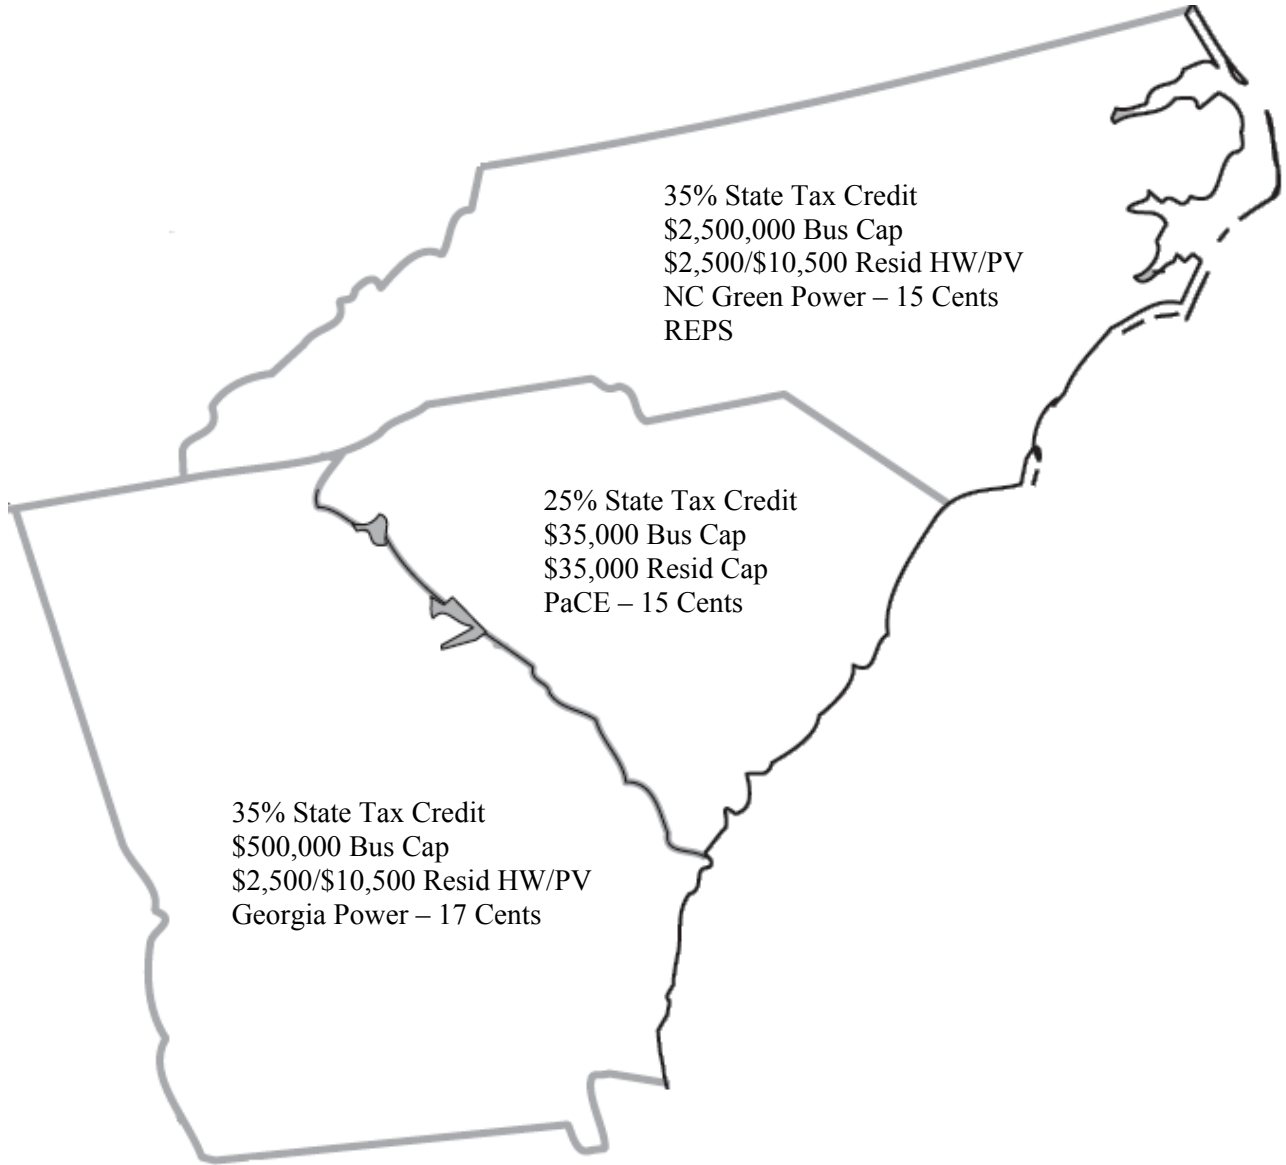 35% State Tax Credit
$2,500,000 Bus Cap
$2,500/$10,500 Resid HW/PV
NC Green Power – 15 Cents
REPS
25% State Tax Credit
$35,000 Bus Cap
$35,000 Resid Cap
PaCE – 15 Cents
35% State Tax Credit
$500,000 Bus Cap
$2,500/$10,500 Resid HW/PV
Georgia Power – 17 Cents